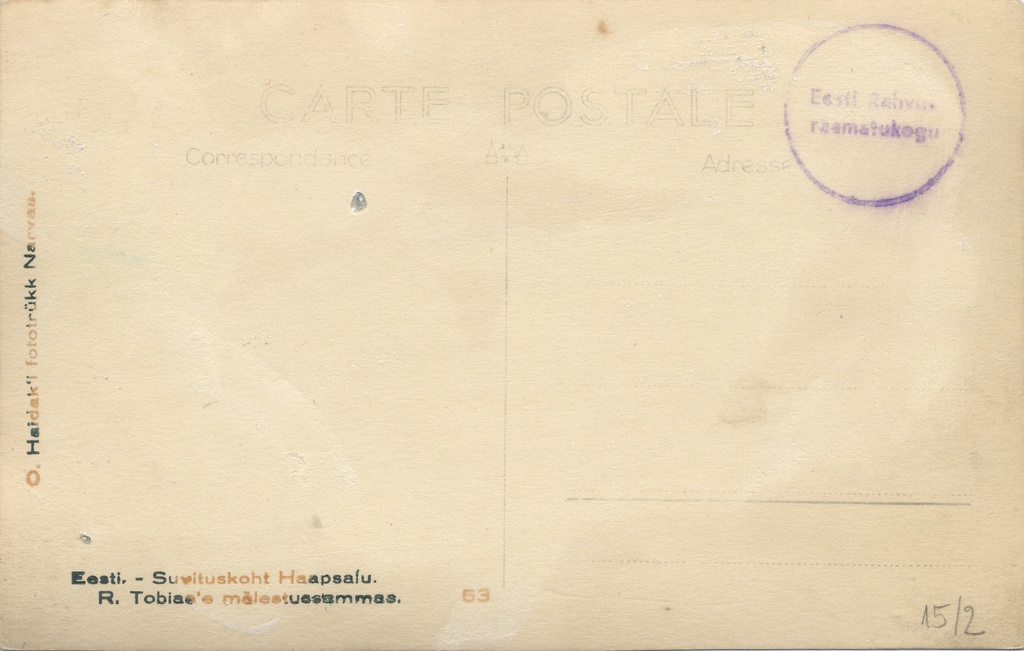 CARTE POSTALE
Correspondance
Adresse
Eesti Rahvus
raamatukogu
O. Haidak'i fototrükk Narvas.
Eesti. - Suvituskoht Haapsalu.
R. Tobias'e mälestussammas.
53
15/2